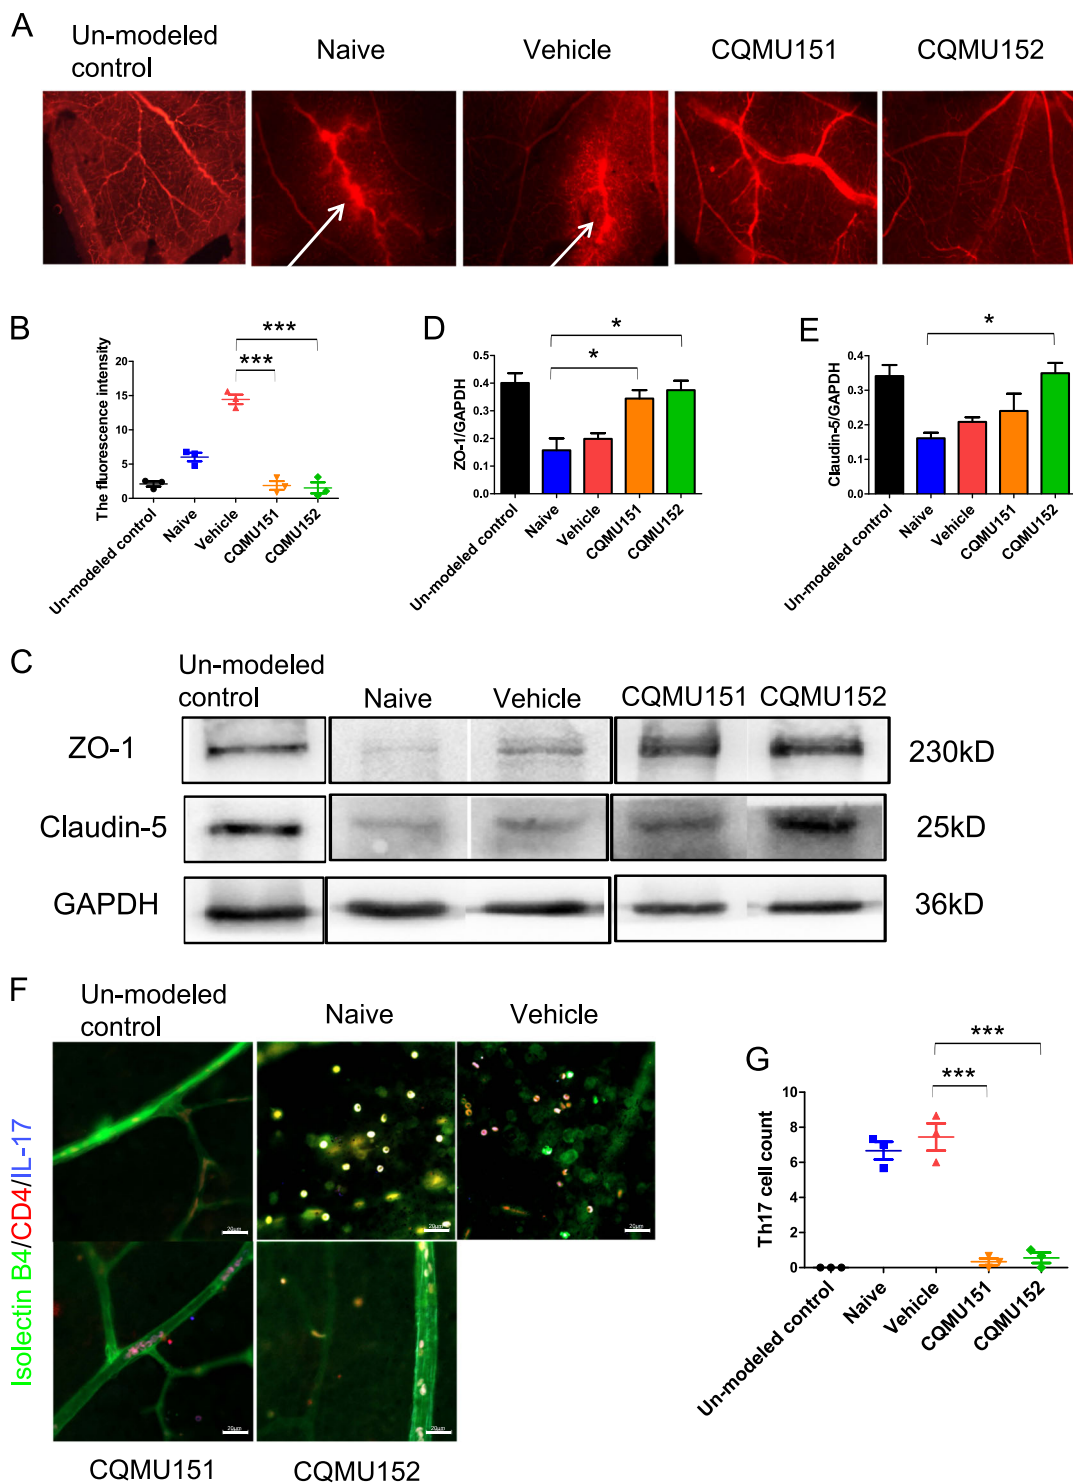 A
Un-modeled
control
Naive
Vehicle
CQMU151
CQMU152
B
***
***
The fluorescence intensity
20
15
10
5
0
Un-modeled control
Naive
Vehicle
CQMU151
CQMU152
D
*
*
ZO-1/GAPDH
0.5
0.4
0.3
0.2
0.1
0.0
Un-modeled control
Naive
Vehicle
CQMU151
CQMU152
E
*
Claudin-5/GAPDH
0.4
0.3
0.2
0.1
0.0
Un-modeled control
Naive
Vehicle
CQMU151
CQMU152
C
Un-modeled
control
Naive
Vehicle
CQMU151
CQMU152
ZO-1
230kD
Claudin-5
25kD
GAPDH
36kD
F
Un-modeled
control
Naive
Vehicle
Isolectin B4/CD4/IL-17
20μm
20μm
20μm
20μm
20μm
CQMU151
CQMU152
G
***
***
Th17 cell count
10
8
6
4
2
0
Un-modeled control
Naive
Vehicle
CQMU151
CQMU152